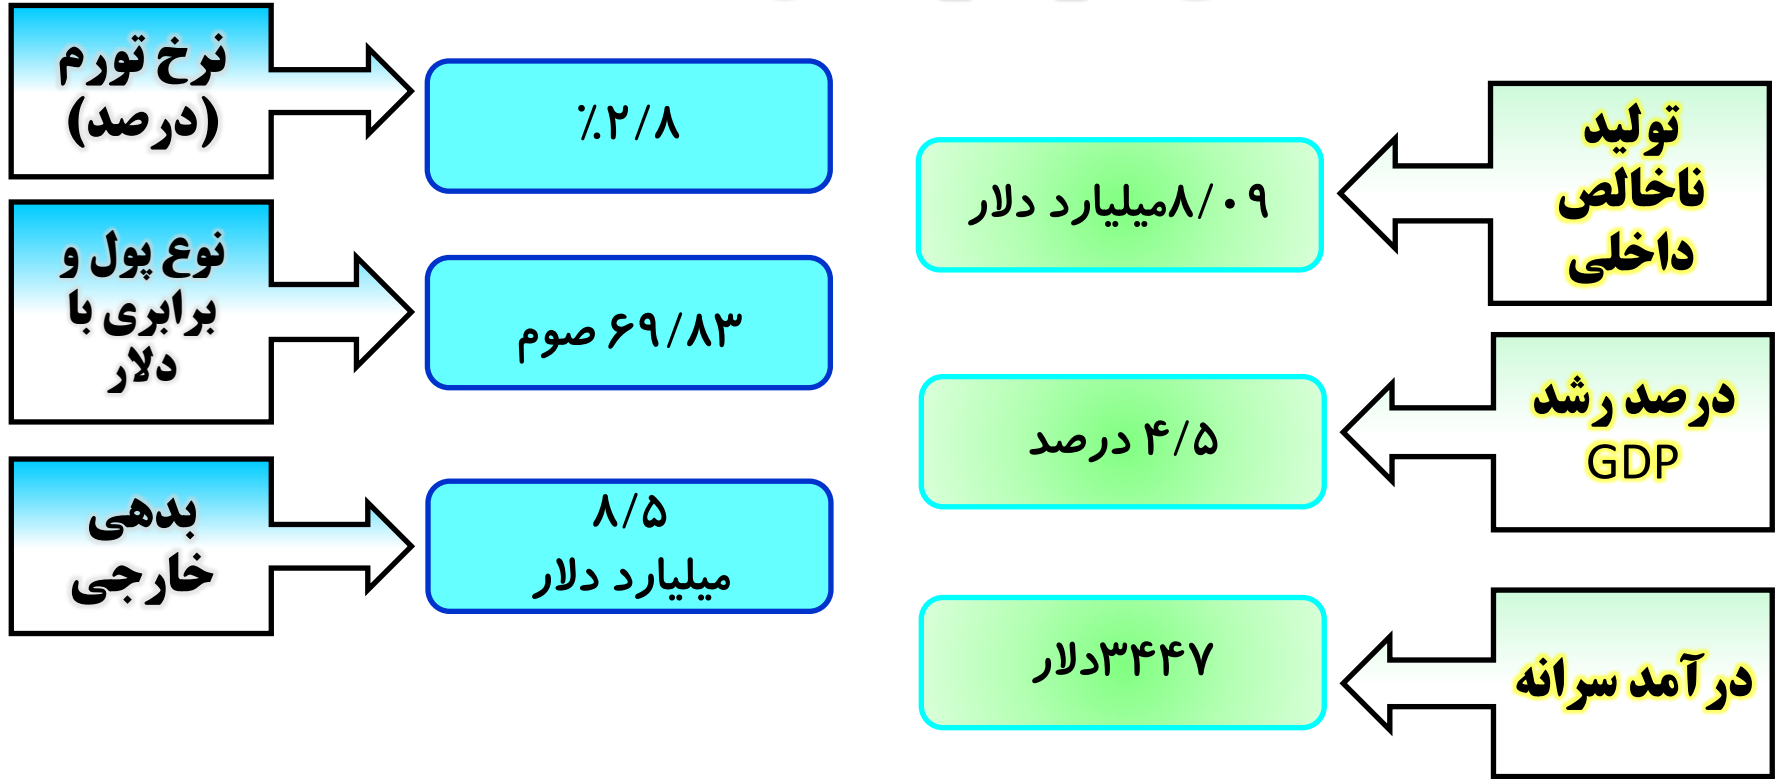 تولید
ناخالص
داخلی
۸/۰۹میلیارد دلار
درصد رشد
GDP
۴/۵ درصد
درآمد سرانه
۳۴۴۷دلار
نرخ تورم
(درصد)
٪۲/۸
نوع پول و
برابری با
دلار
۶۹/۸۳ صوم
بدهی
خارجی
۸/۵
میلیارد دلار